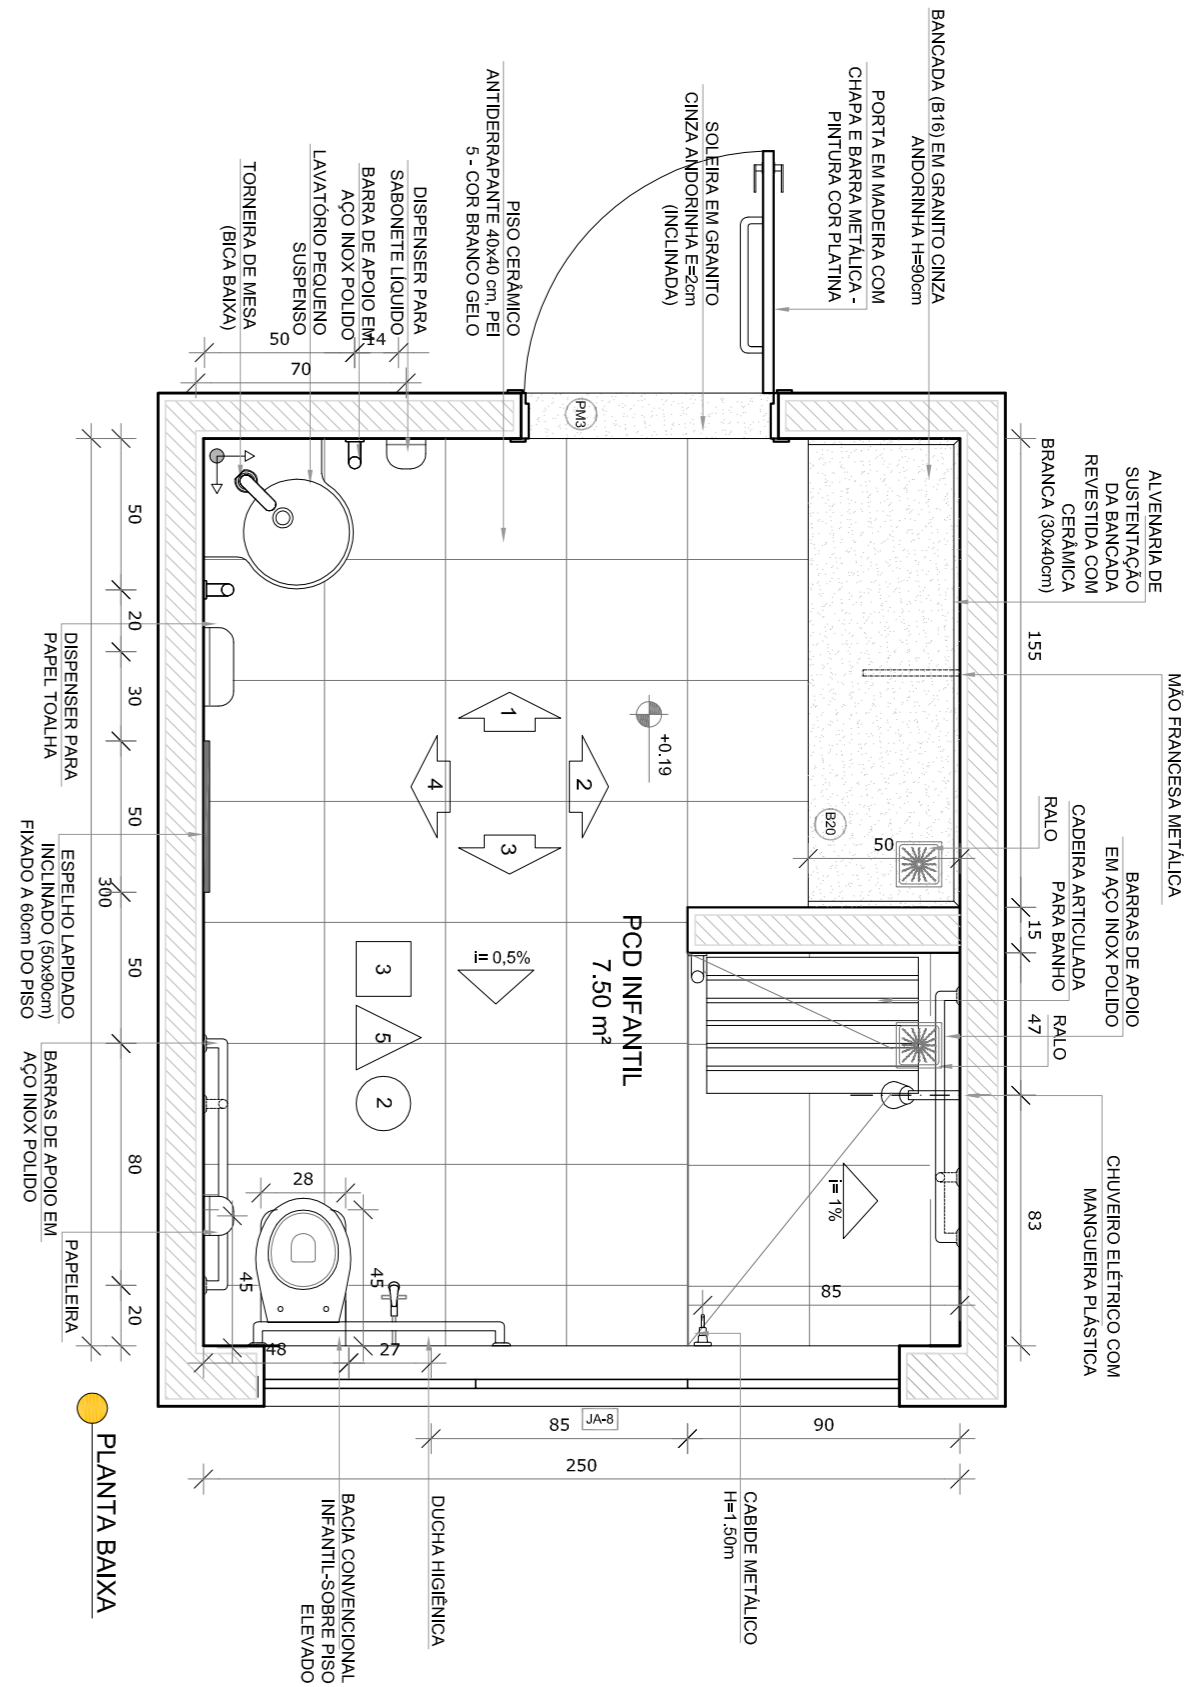 BANCADA (B16) EM GRANITO CINZA
ANDORINHA H=90cm
PORTA EM MADEIRA COM
CHAPA E BARRA METÁLICA -
PINTURA COR PLATINA
SOLEIRA EM GRANITO
CINZA ANDORINHA E=2cm
(INCLINADA)
PISO CERÂMICO
ANTIDERRAPANTE 40x40 cm, PEI
5 - COR BRANCO GELO
DISPENSER PARA
SABONETE LÍQUIDO
BARRA DE APOIO EM
AÇO INOX POLIDO
LAVATÓRIO PEQUENO
SUSPENSO
TORNEIRA DE MESA
(BICA BAIXA)
50
14
70
PM3
ALVENARIA DE
SUSTENTAÇÃO
DA BANCADA
REVESTIDA COM
CERÂMICA
BRANCA (30x40cm)
155
MÃO FRANCESA METÁLICA
RALO
CADEIRA ARTICULADA
PARA BANHO
BARRAS DE APOIO
EM AÇO INOX POLIDO
15
47
RALO
CHUVEIRO ELÉTRICO COM
MANGUEIRA PLÁSTICA
83
B20
50
+0.19
1
2
3
4
PCD INFANTIL
7.50 m²
i= 0,5%
3
5
2
i= 1%
85
28
45
45
48
27
50
20
30
50
300
50
80
20
DISPENSER PARA
PAPEL TOALHA
ESPELHO LAPIDADO
INCLINADO (50x90cm)
FIXADO A 60cm DO PISO
BARRAS DE APOIO EM
AÇO INOX POLIDO
PAPELEIRA
85
JA-8
90
250
CABIDE METÁLICO
H=1.50m
DUCHA HIGIÊNICA
BACIA CONVENCIONAL
INFANTIL-SOBRE PISO
ELEVADO
PLANTA BAIXA